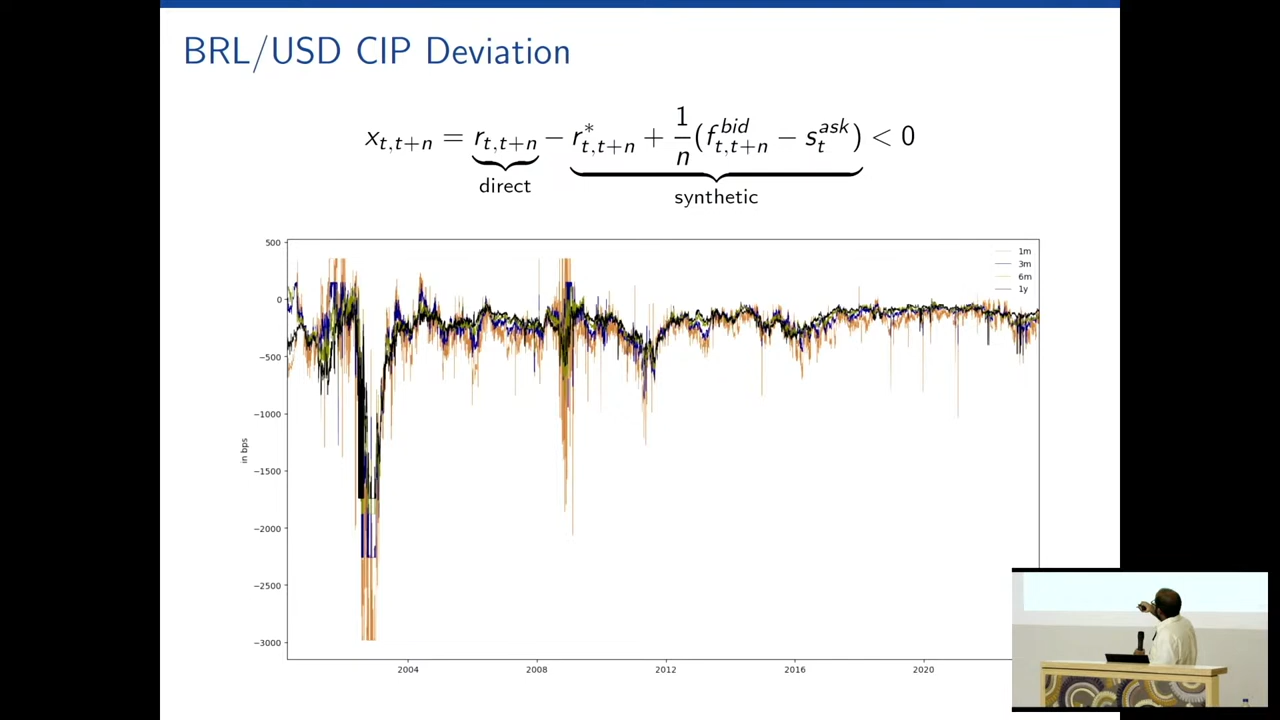 BRL/USD CIP Deviation
x_{t,t+n} = r_{t,t+n} − r^*_{t,t+n} + \frac{1}{n}(f^{bid}_{t,t+n} − s^{ask}_t) < 0
direct
synthetic
500
0
−500
−1000
−1500
−2000
−2500
−3000
in bps
1m
3m
6m
1y
2004
2008
2012
2016
2020